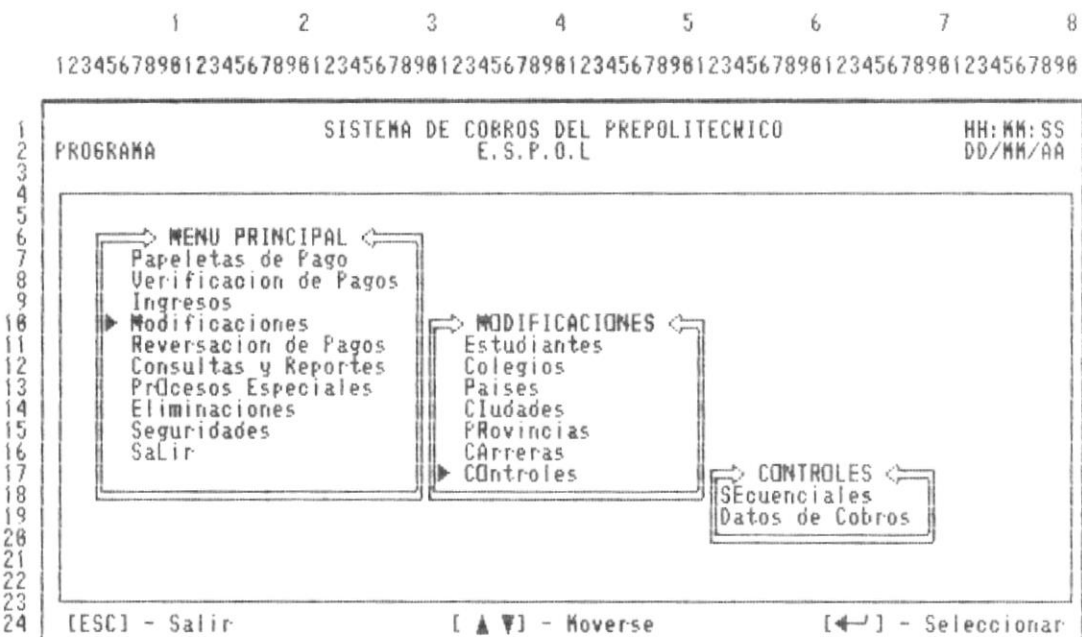 1 2 3 4 5 6 7 8
12345678901234567890123456789012345678901234567890123456789012345678901234567890
1 SISTEMA DE COBROS DEL PREPOLITECNICO HH:MM:SS
2 PROGRAMA E.S.P.O.L DD/MM/AA
3
4
5
6 MENU PRINCIPAL
7 Papeletas de Pago
8 Verificacion de Pagos
9 Ingresos
10 Modificaciones MODIFICACIONES
11 Reversacion de Pagos Estudiantes
12 Consultas y Reportes Colegios
13 PrOcesos Especiales Paises
14 Eliminaciones CIudades
15 Seguridades PRovincias
16 SaLir CArreras
17 COntroles CONTROLES
18 SEcuenciales
19 Datos de Cobros
20
21
22
23
24 [ESC] - Salir [ ▲ ▼] - Moverse [◄─┘] - Seleccionar